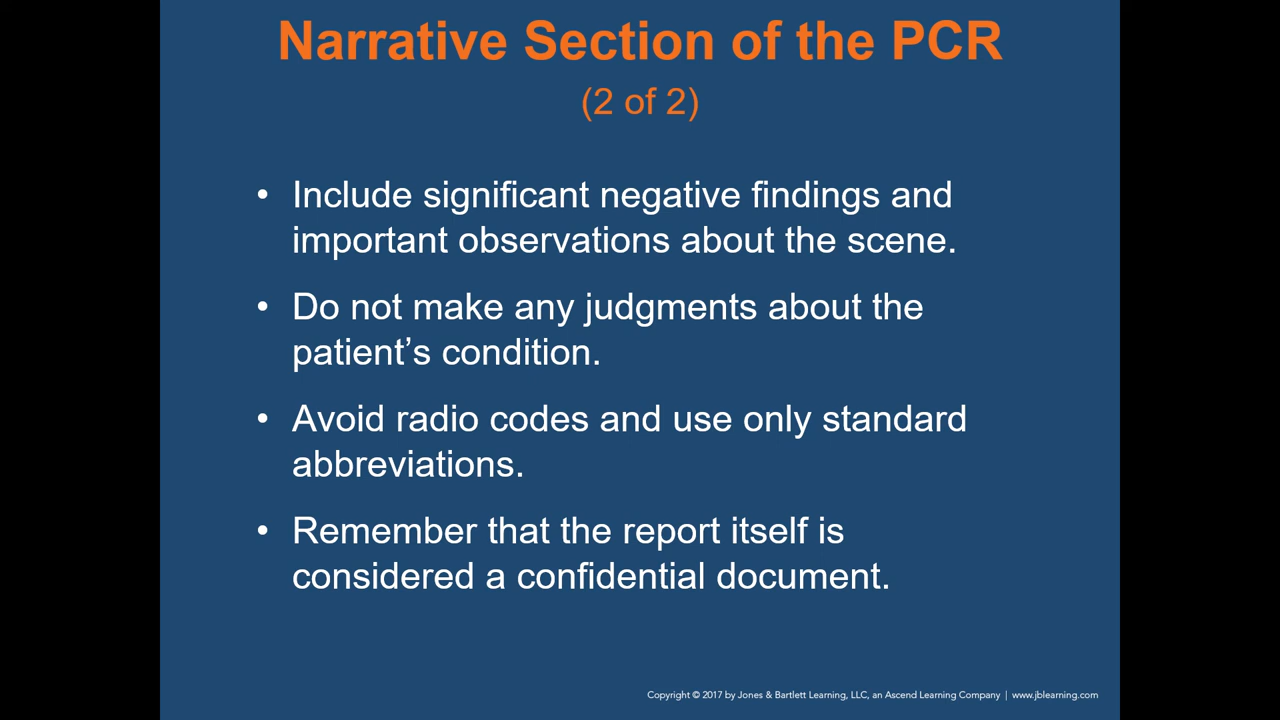 Narrative Section of the PCR
(2 of 2)
• Include significant negative findings and
important observations about the scene.
• Do not make any judgments about the
patient’s condition.
• Avoid radio codes and use only standard
abbreviations.
• Remember that the report itself is
considered a confidential document.
Copyright © 2017 by Jones & Bartlett Learning, LLC, an Ascend Learning Company | www.jblearning.com